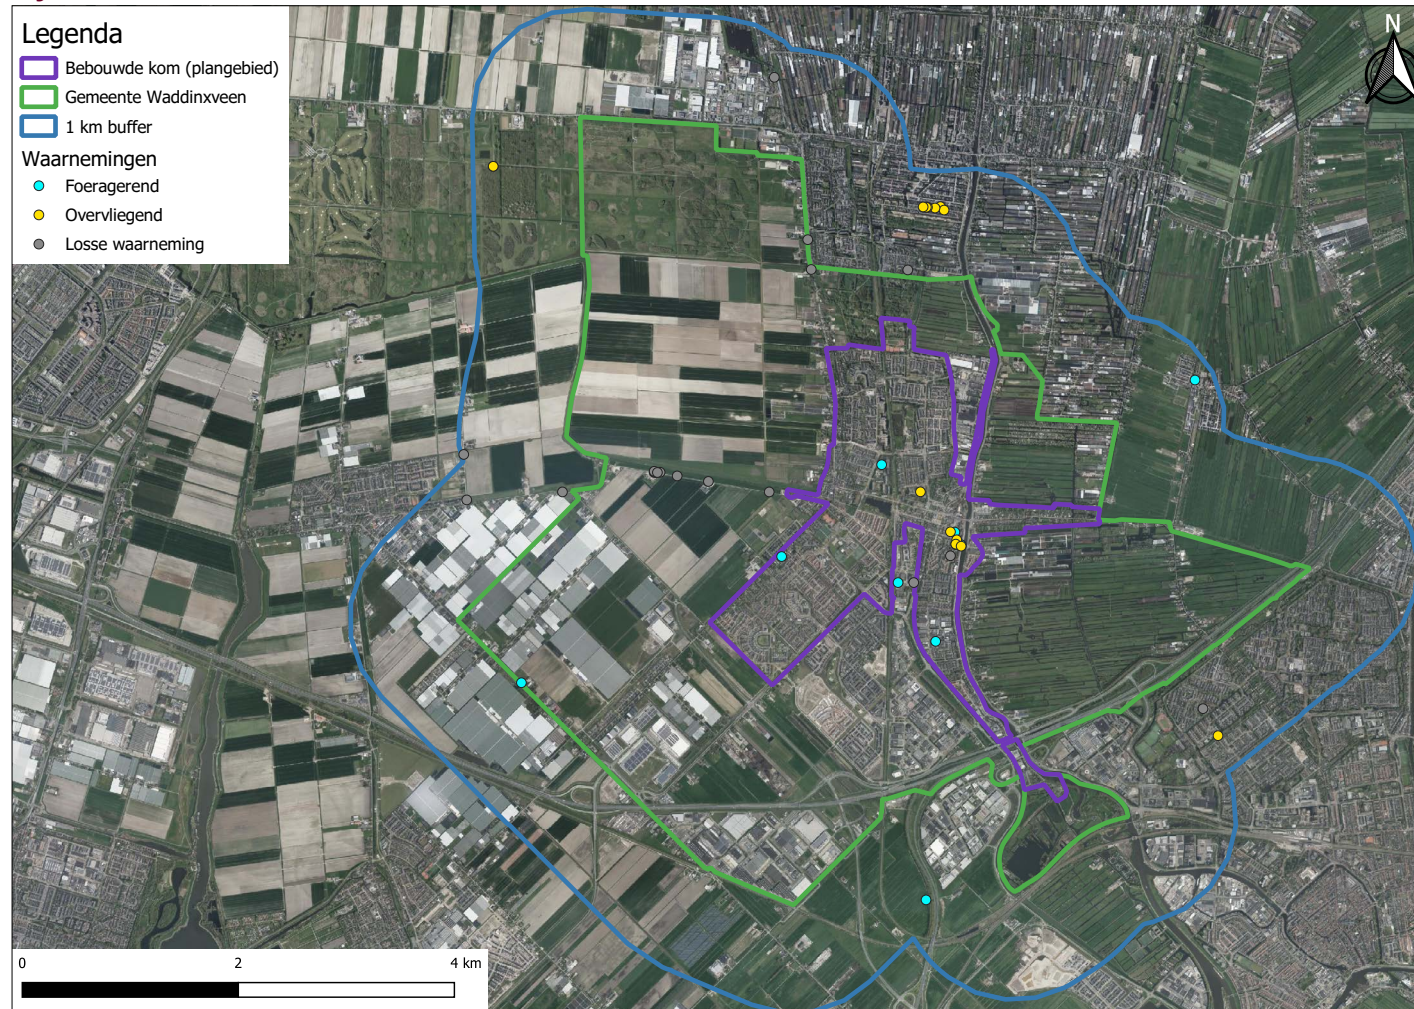 Legenda
Bebouwde kom (plangebied)
Gemeente Waddinxveen
1 km buffer
Waarnemingen
Foeragerend
Overvliegend
Losse waarneming
N
0 2 4 km